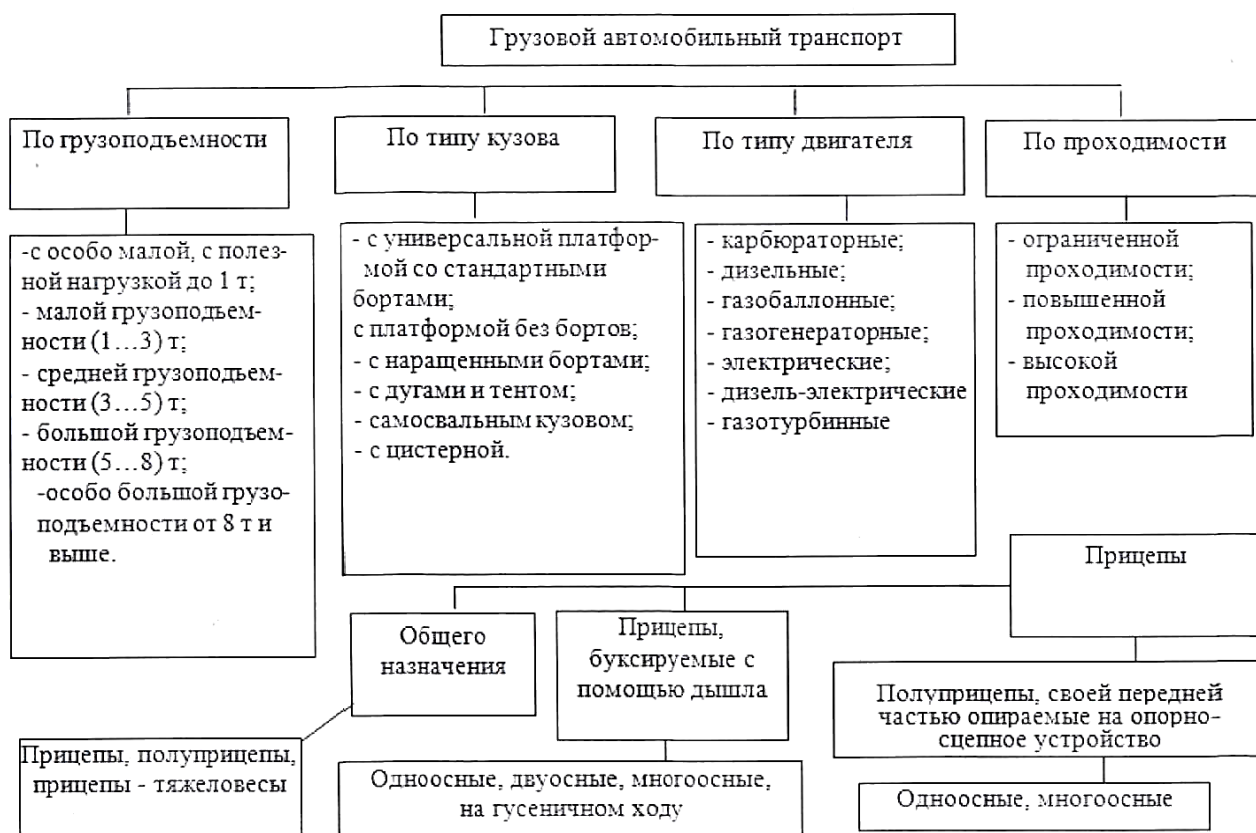 Грузовой автомобильный транспорт
По грузоподъемности
По типу кузова
По типу двигателя
По проходимости
-с особо малой, с полез-
ной нагрузкой до 1 т;
- малой грузоподъем-
ности (1...3) т;
- средней грузоподъем-
ности (3...5) т;
- большой грузоподъем-
ности (5...8) т;
-особо большой грузо-
подъемности от 8 т и
выше.
- с универсальной платфор-
мой со стандартными
бортами;
с платформой без бортов;
- с наращенными бортами;
- с дугами и тентом;
- самосвальным кузовом;
- с цистерной.
- карбюраторные;
- дизельные;
- газобаллонные;
- газогенераторные;
- электрические;
- дизель-электрические
- газотурбинные
- ограниченной
проходимости;
- повышенной
проходимости;
- высокой
проходимости
Прицепы
Общего
назначения
Прицепы,
буксируемые с
помощью дышла
Полуприцепы, своей передней
частью опираемые на опорно-
сцепное устройство
Прицепы, полуприцепы,
прицепы - тяжеловесы
Одноосные, двуосные, многоосные,
на гусеничном ходу
Одноосные, многоосные